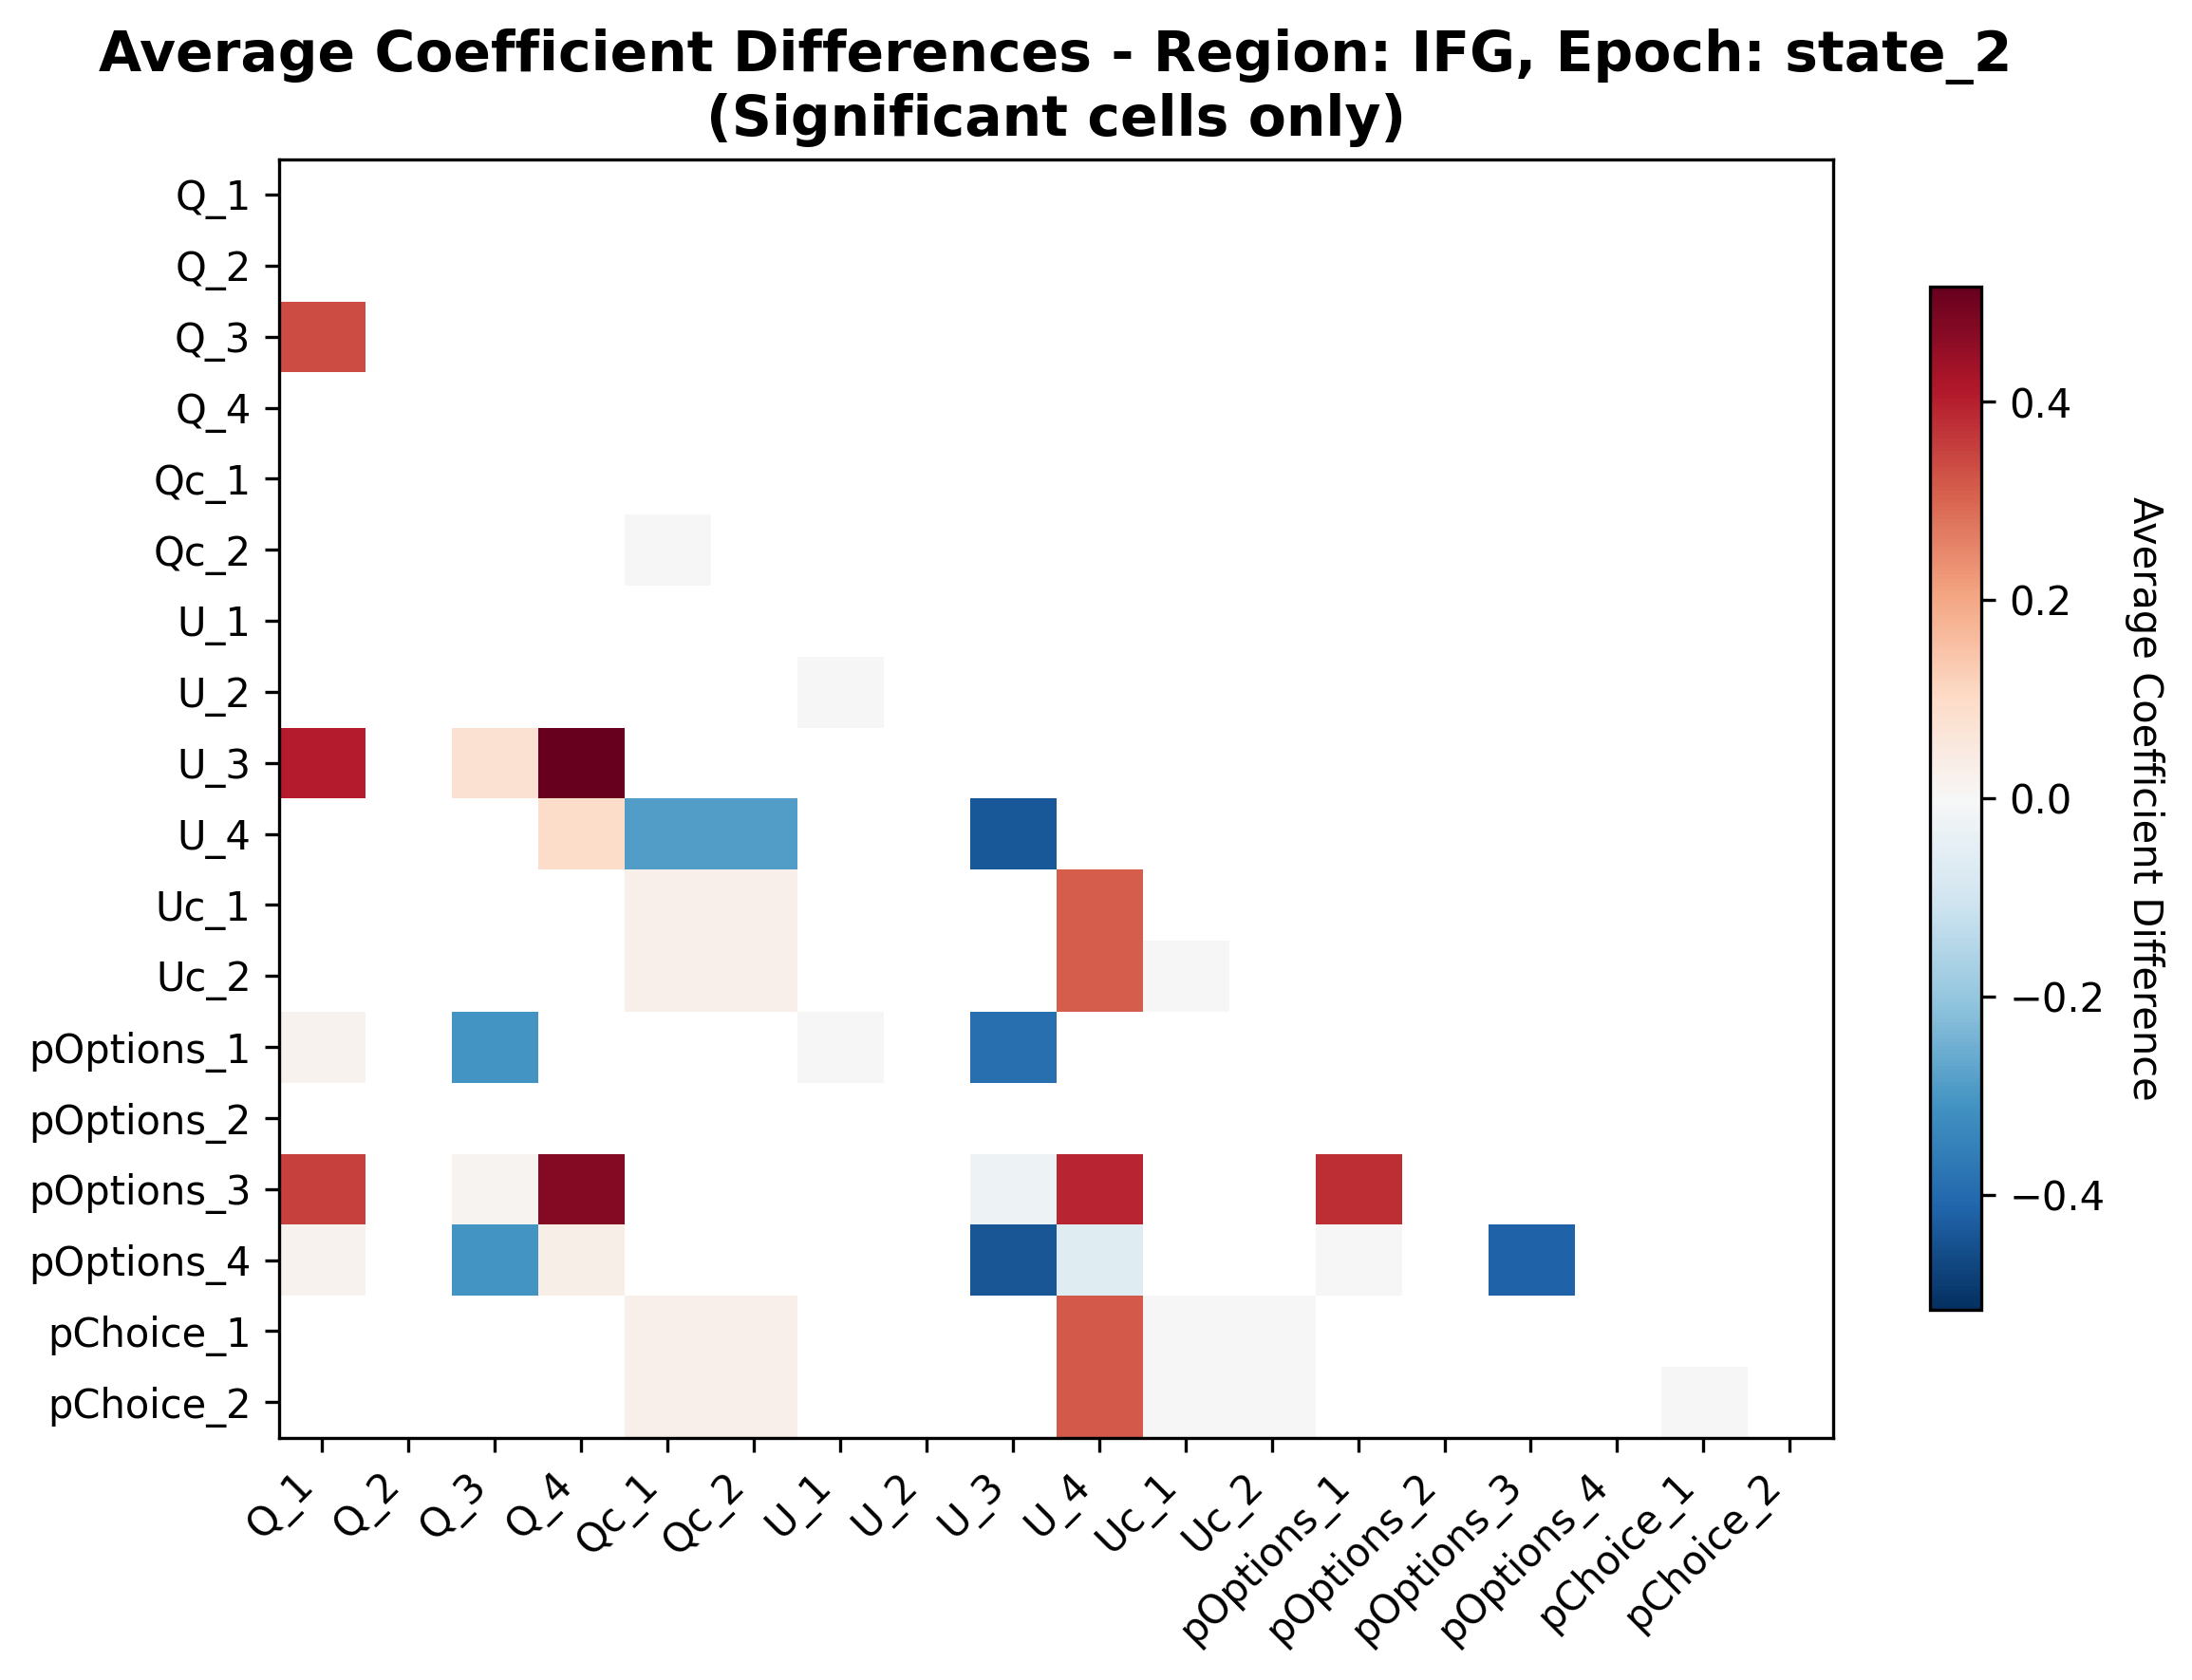 Average Coefficient Differences - Region: IFG, Epoch: state_2
(Significant cells only)
Q_1
Q_2
Q_3
Q_4
Qc_1
Qc_2
U_1
U_2
U_3
U_4
Uc_1
Uc_2
pOptions_1
pOptions_2
pOptions_3
pOptions_4
pChoice_1
pChoice_2
Q_1
Q_2
Q_3
Q_4
Qc_1
Qc_2
U_1
U_2
U_3
U_4
Uc_1
Uc_2
pOptions_1
pOptions_2
pOptions_3
pOptions_4
pChoice_1
pChoice_2
0.4
0.2
0.0
−0.2
−0.4
Average Coefficient Difference